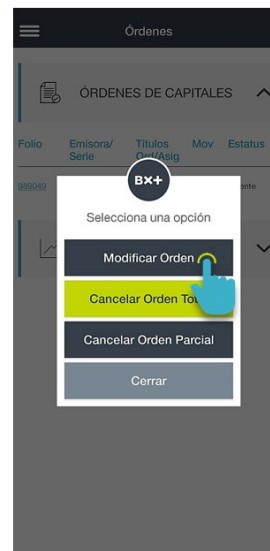 Órdenes
ÓRDENES DE CAPITALES
Folio Emisora/ Títulos Mov Estatus
Serie Ord/Asig
989049
BX+
Selecciona una opción
Modificar Orden
Cancelar Orden
Cancelar Orden Parcial
Cerrar